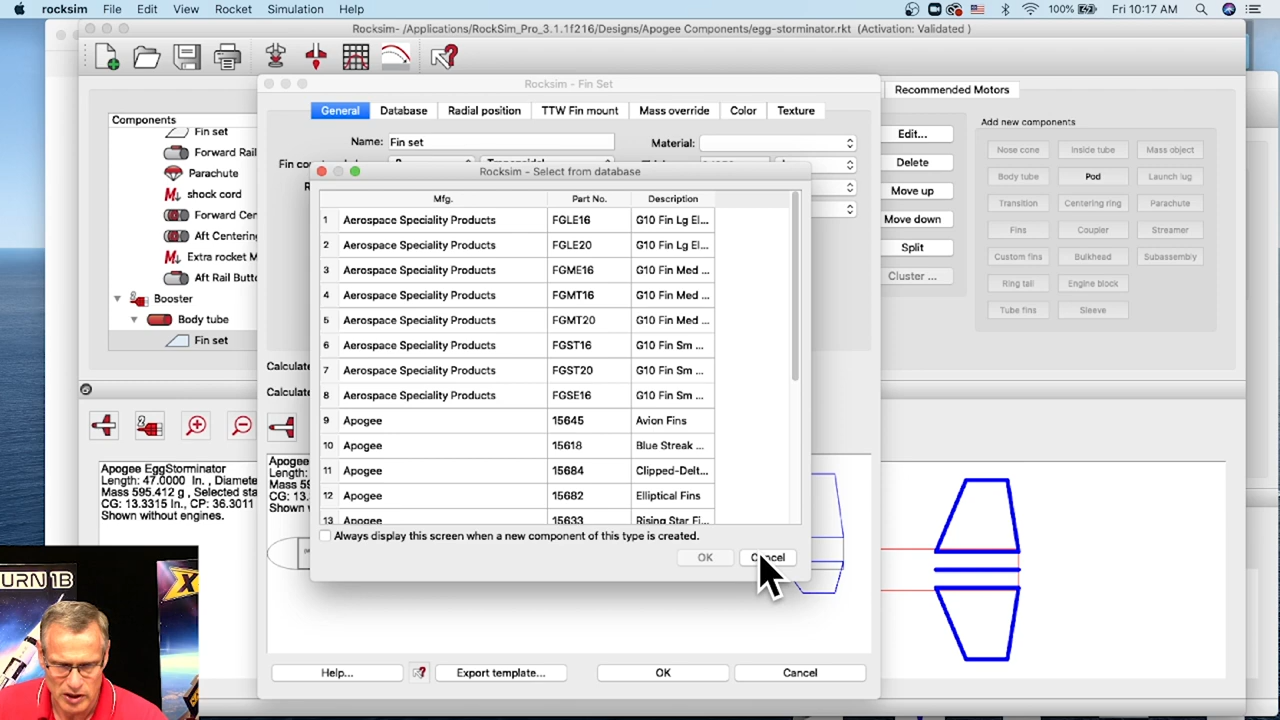 rocksim File Edit View Rocket Simulation Help 100% Fri 10:17 AM
Rocksim- /Applications/RockSim_Pro_3.1.1f216/Designs/Apogee Components/egg-storminator.rkt (Activation: Validated )
Rocksim - Fin Set
Recommended Motors
General Database Radial position TTW Fin mount Mass override Color Texture
Components
Fin set
Forward Rail
Parachute
shock cord
Forward Cen
Aft Centering
Extra rocket M
Aft Rail Butto
Booster
Body tube
Fin set
Name: Fin set
Material:
Rocksim - Select from database
Mfg. Part No. Description
1 Aerospace Speciality Products FGLE16 G10 Fin Lg El...
2 Aerospace Speciality Products FGLE20 G10 Fin Lg El...
3 Aerospace Speciality Products FGME16 G10 Fin Med ...
4 Aerospace Speciality Products FGMT16 G10 Fin Med ...
5 Aerospace Speciality Products FGMT20 G10 Fin Med ...
6 Aerospace Speciality Products FGST16 G10 Fin Sm ...
7 Aerospace Speciality Products FGST20 G10 Fin Sm ...
8 Aerospace Speciality Products FGSE16 G10 Fin Sm ...
9 Apogee 15645 Avion Fins
10 Apogee 15618 Blue Streak ...
11 Apogee 15684 Clipped-Delt...
12 Apogee 15682 Elliptical Fins
13 Apogee 15633 Rising Star Fi...
Always display this screen when a new component of this type is created.
OK Cancel
Calculate
Calculate
Edit...
Delete
Move up
Move down
Split
Cluster ...
Add new components
Nose cone Inside tube Mass object
Body tube Pod Launch lug
Transition Centering ring Parachute
Fins Coupler Streamer
Custom fins Bulkhead Subassembly
Ring tail Engine block
Tube fins Sleeve
Apogee EggStorminator
Length: 47.0000 In. , Diamete
Mass 595.412 g , Selected sta
CG: 13.3315 In., CP: 36.3011
Shown without engines.
Apogee
Length:
Mass 59
CG: 13.
Shown w
Help... Export template... OK Cancel
URN 1B
X